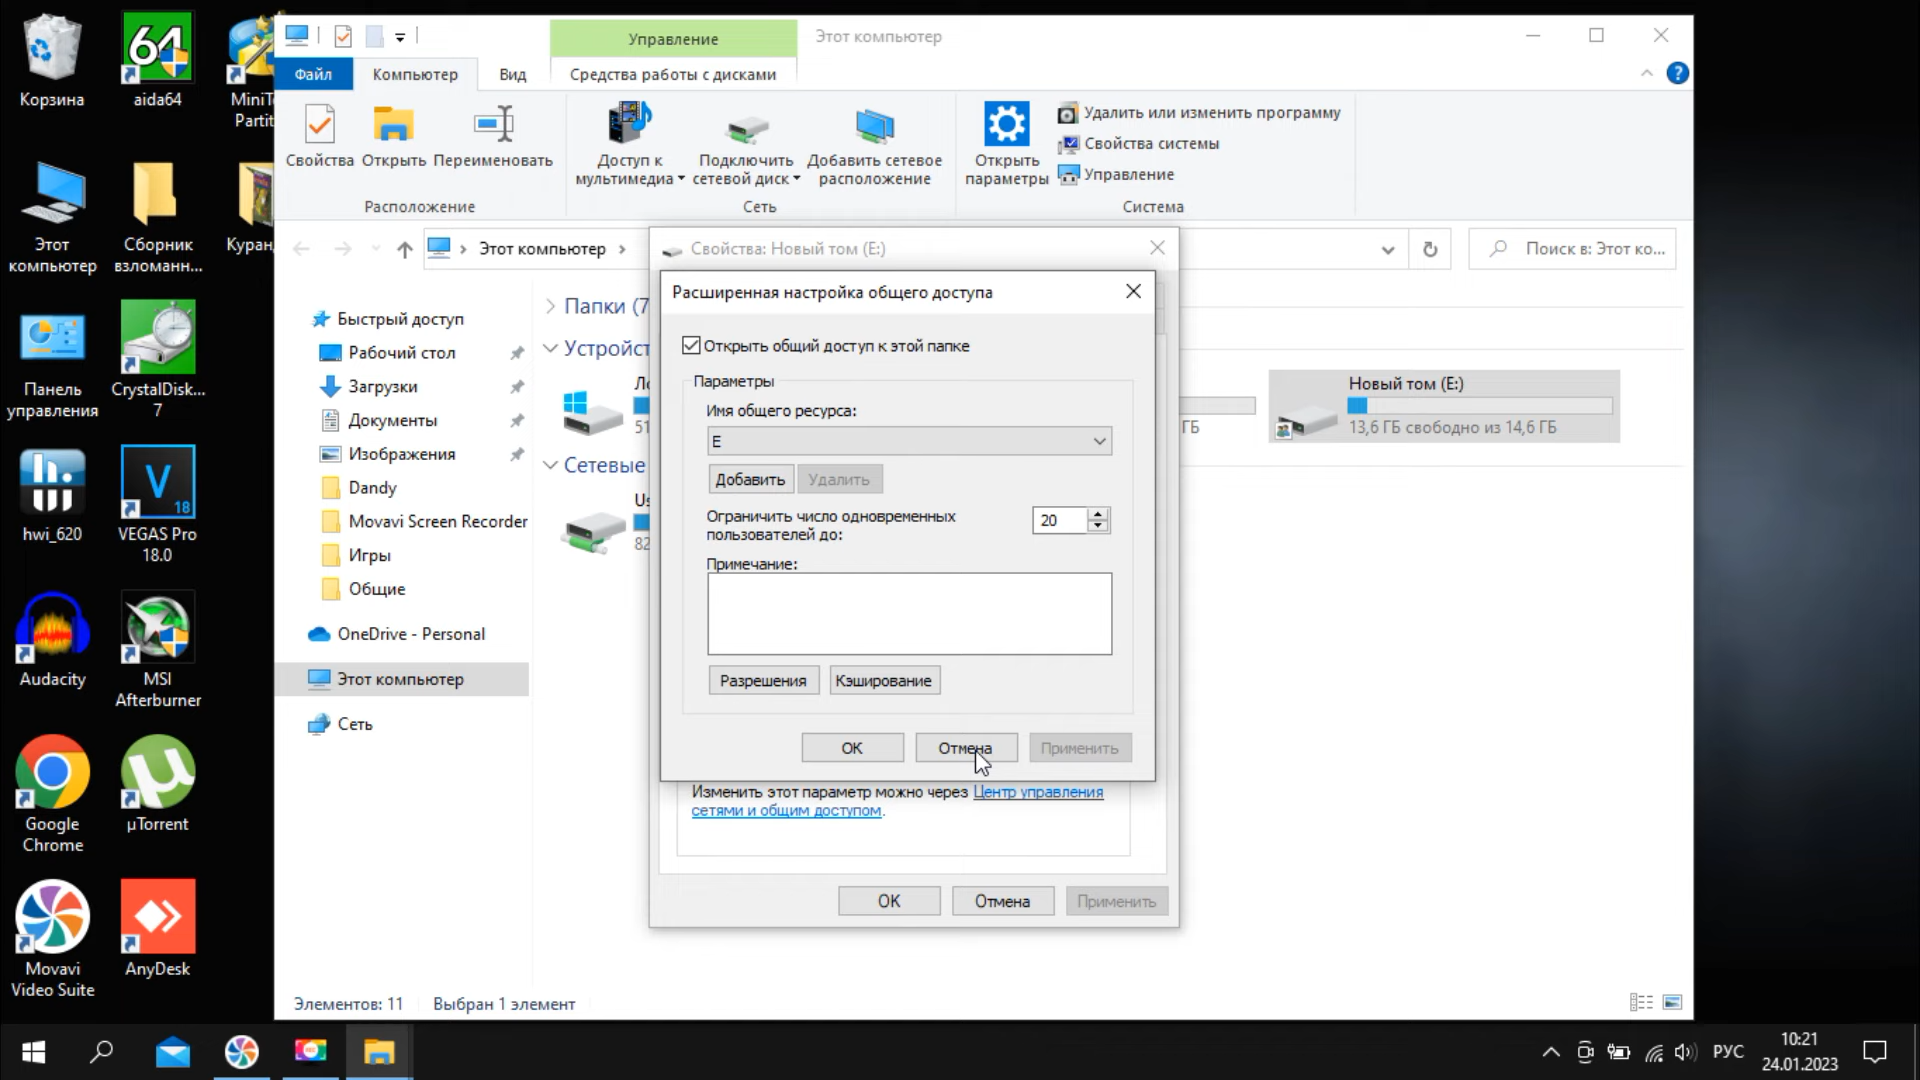 Корзина
aida64
Этот
компьютер
Сборник
взломанн...
Панель
управления
CrystalDisk...
7
hwi_620
VEGAS Pro
18.0
Audacity
MSI
Afterburner
Google
Chrome
µTorrent
Movavi
Video Suite
AnyDesk
Управление
Этот компьютер
Файл
Компьютер
Вид
Средства работы с дисками
Свойства
Открыть
Переименовать
Расположение
Доступ к
мультимедиа
Подключить
сетевой диск
Добавить сетевое
расположение
Сеть
Открыть
параметры
Удалить или изменить программу
Свойства системы
Управление
Система
Этот компьютер
Поиск в: Этот ко...
Быстрый доступ
Рабочий стол
Загрузки
Документы
Изображения
Dandy
Movavi Screen Recorder
Игры
Общие
OneDrive - Personal
Этот компьютер
Сеть
Папки (7
Сетевые
ГБ
Новый том (E:)
13,6 ГБ свободно из 14,6 ГБ
Свойства: Новый том (E:)
Расширенная настройка общего доступа
Открыть общий доступ к этой папке
Параметры
Имя общего ресурса:
E
Добавить
Удалить
Ограничить число одновременных
пользователей до:
20
Примечание:
Разрешения
Кэширование
ОК
Отмена
Применить
Изменить этот параметр можно через Центр управления
сетями и общим доступом.
ОК
Отмена
Применить
Элементов: 11
Выбран 1 элемент
РУС
10:21
24.01.2023